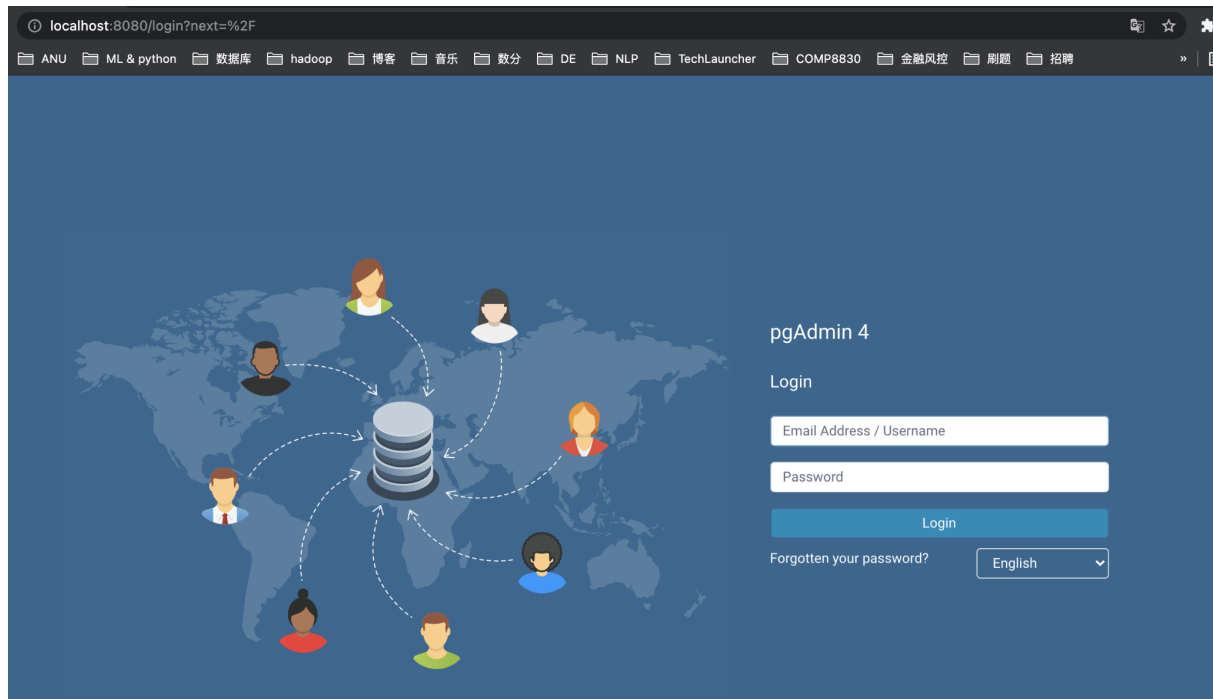 localhost:8080/login?next=%2F
ANU ML & python 数据库 hadoop 博客 音乐 数分 DE NLP TechLauncher COMP8830 金融风控 刷题 招聘 »
pgAdmin 4
Login
Email Address / Username
Password
Login
Forgotten your password? English